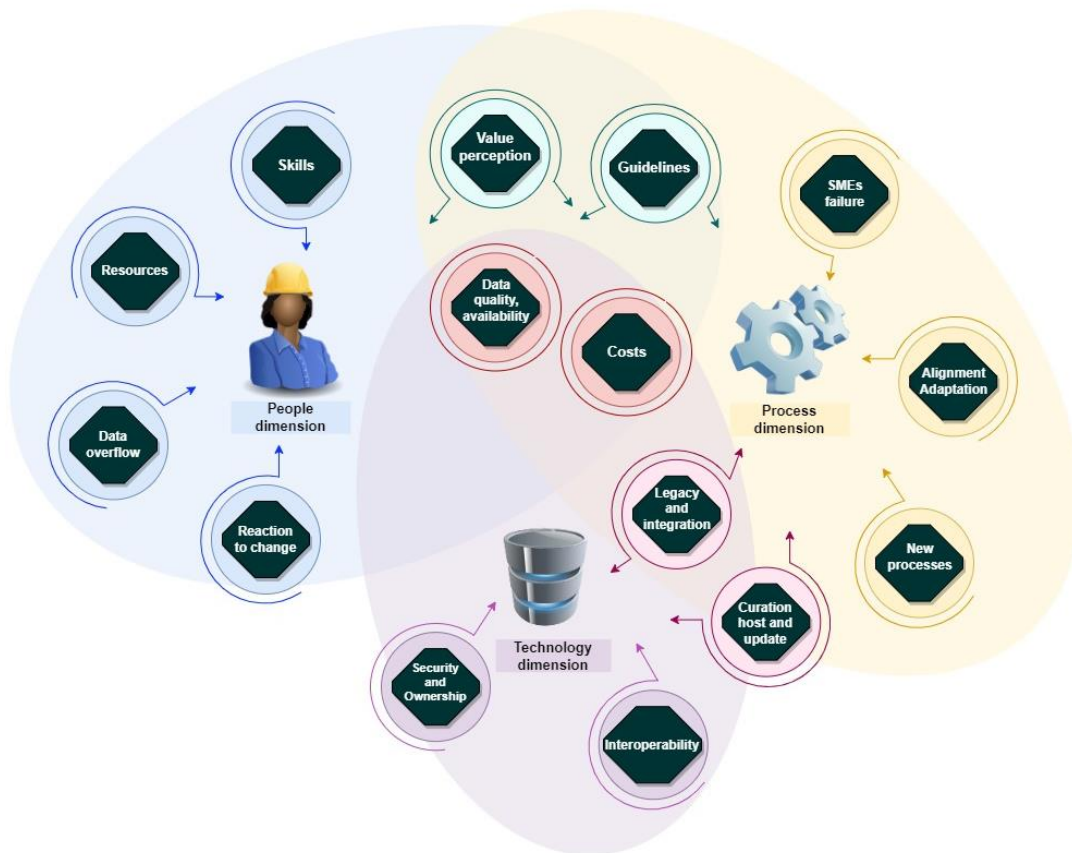 Value
perception
Guidelines
Skills
SMEs
failure
Resources
Data
quality,
availability
Costs
Alignment
Adaptation
People
dimension
Process
dimension
Data
overflow
Legacy
and
integration
Reaction
to change
New
processes
Curation
host and
update
Technology
dimension
Security
and
Ownership
Interoperability